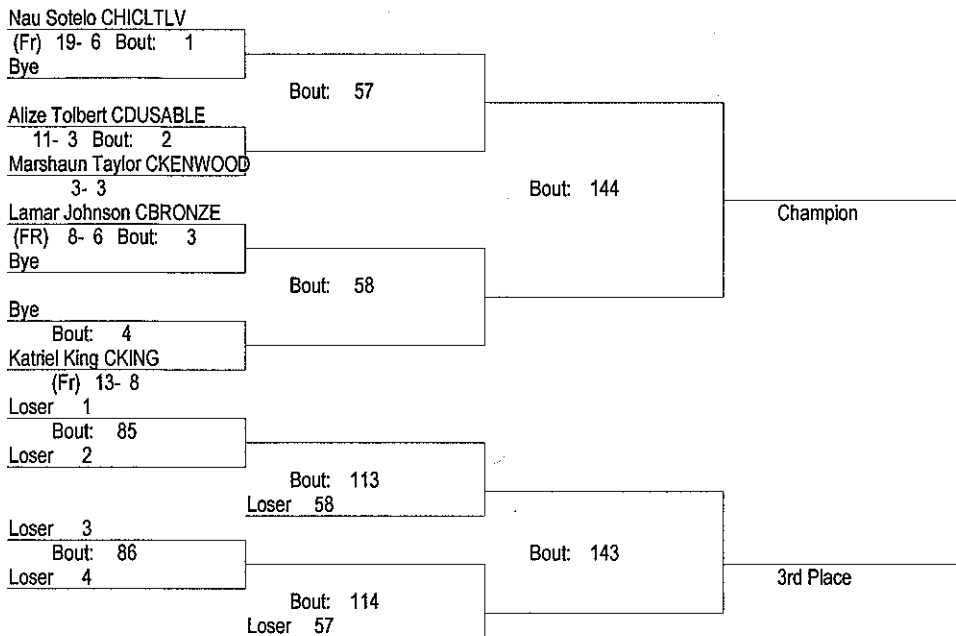 Nau Sotelo CHICLTLV
(Fr) 19- 6 Bout: 1
Bye
Bout: 57
Alize Tolbert CDUSABLE
11- 3 Bout: 2
Marshaun Taylor CKENWOOD
3- 3
Bout: 144
Lamar Johnson CBRONZE
Champion
(FR) 8- 6 Bout: 3
Bye
Bout: 58
Bye
Bout: 4
Katriel King CKING
(Fr) 13- 8
Loser 1
Bout: 85
Loser 2
Bout: 113
Loser 58
Loser 3
Bout: 86
Bout: 143
Loser 4
3rd Place
Bout: 114
Loser 57